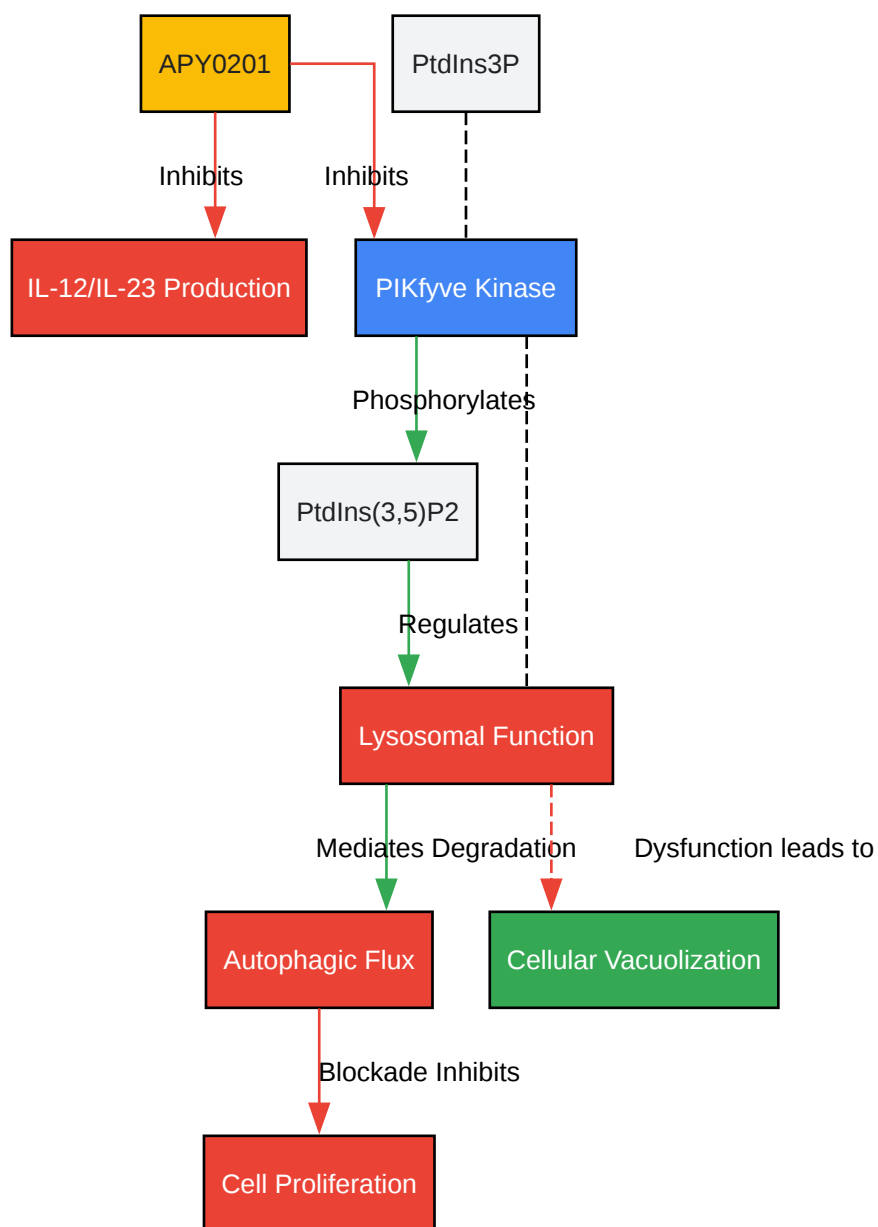 APY0201
PtdIns3P
Inhibits
Inhibits
IL-12/IL-23 Production
PIKfyve Kinase
Phosphorylates
PtdIns(3,5)P2
Regulates
Lysosomal Function
Mediates Degradation
Dysfunction leads to
Autophagic Flux
Cellular Vacuolization
Blockade Inhibits
Cell Proliferation